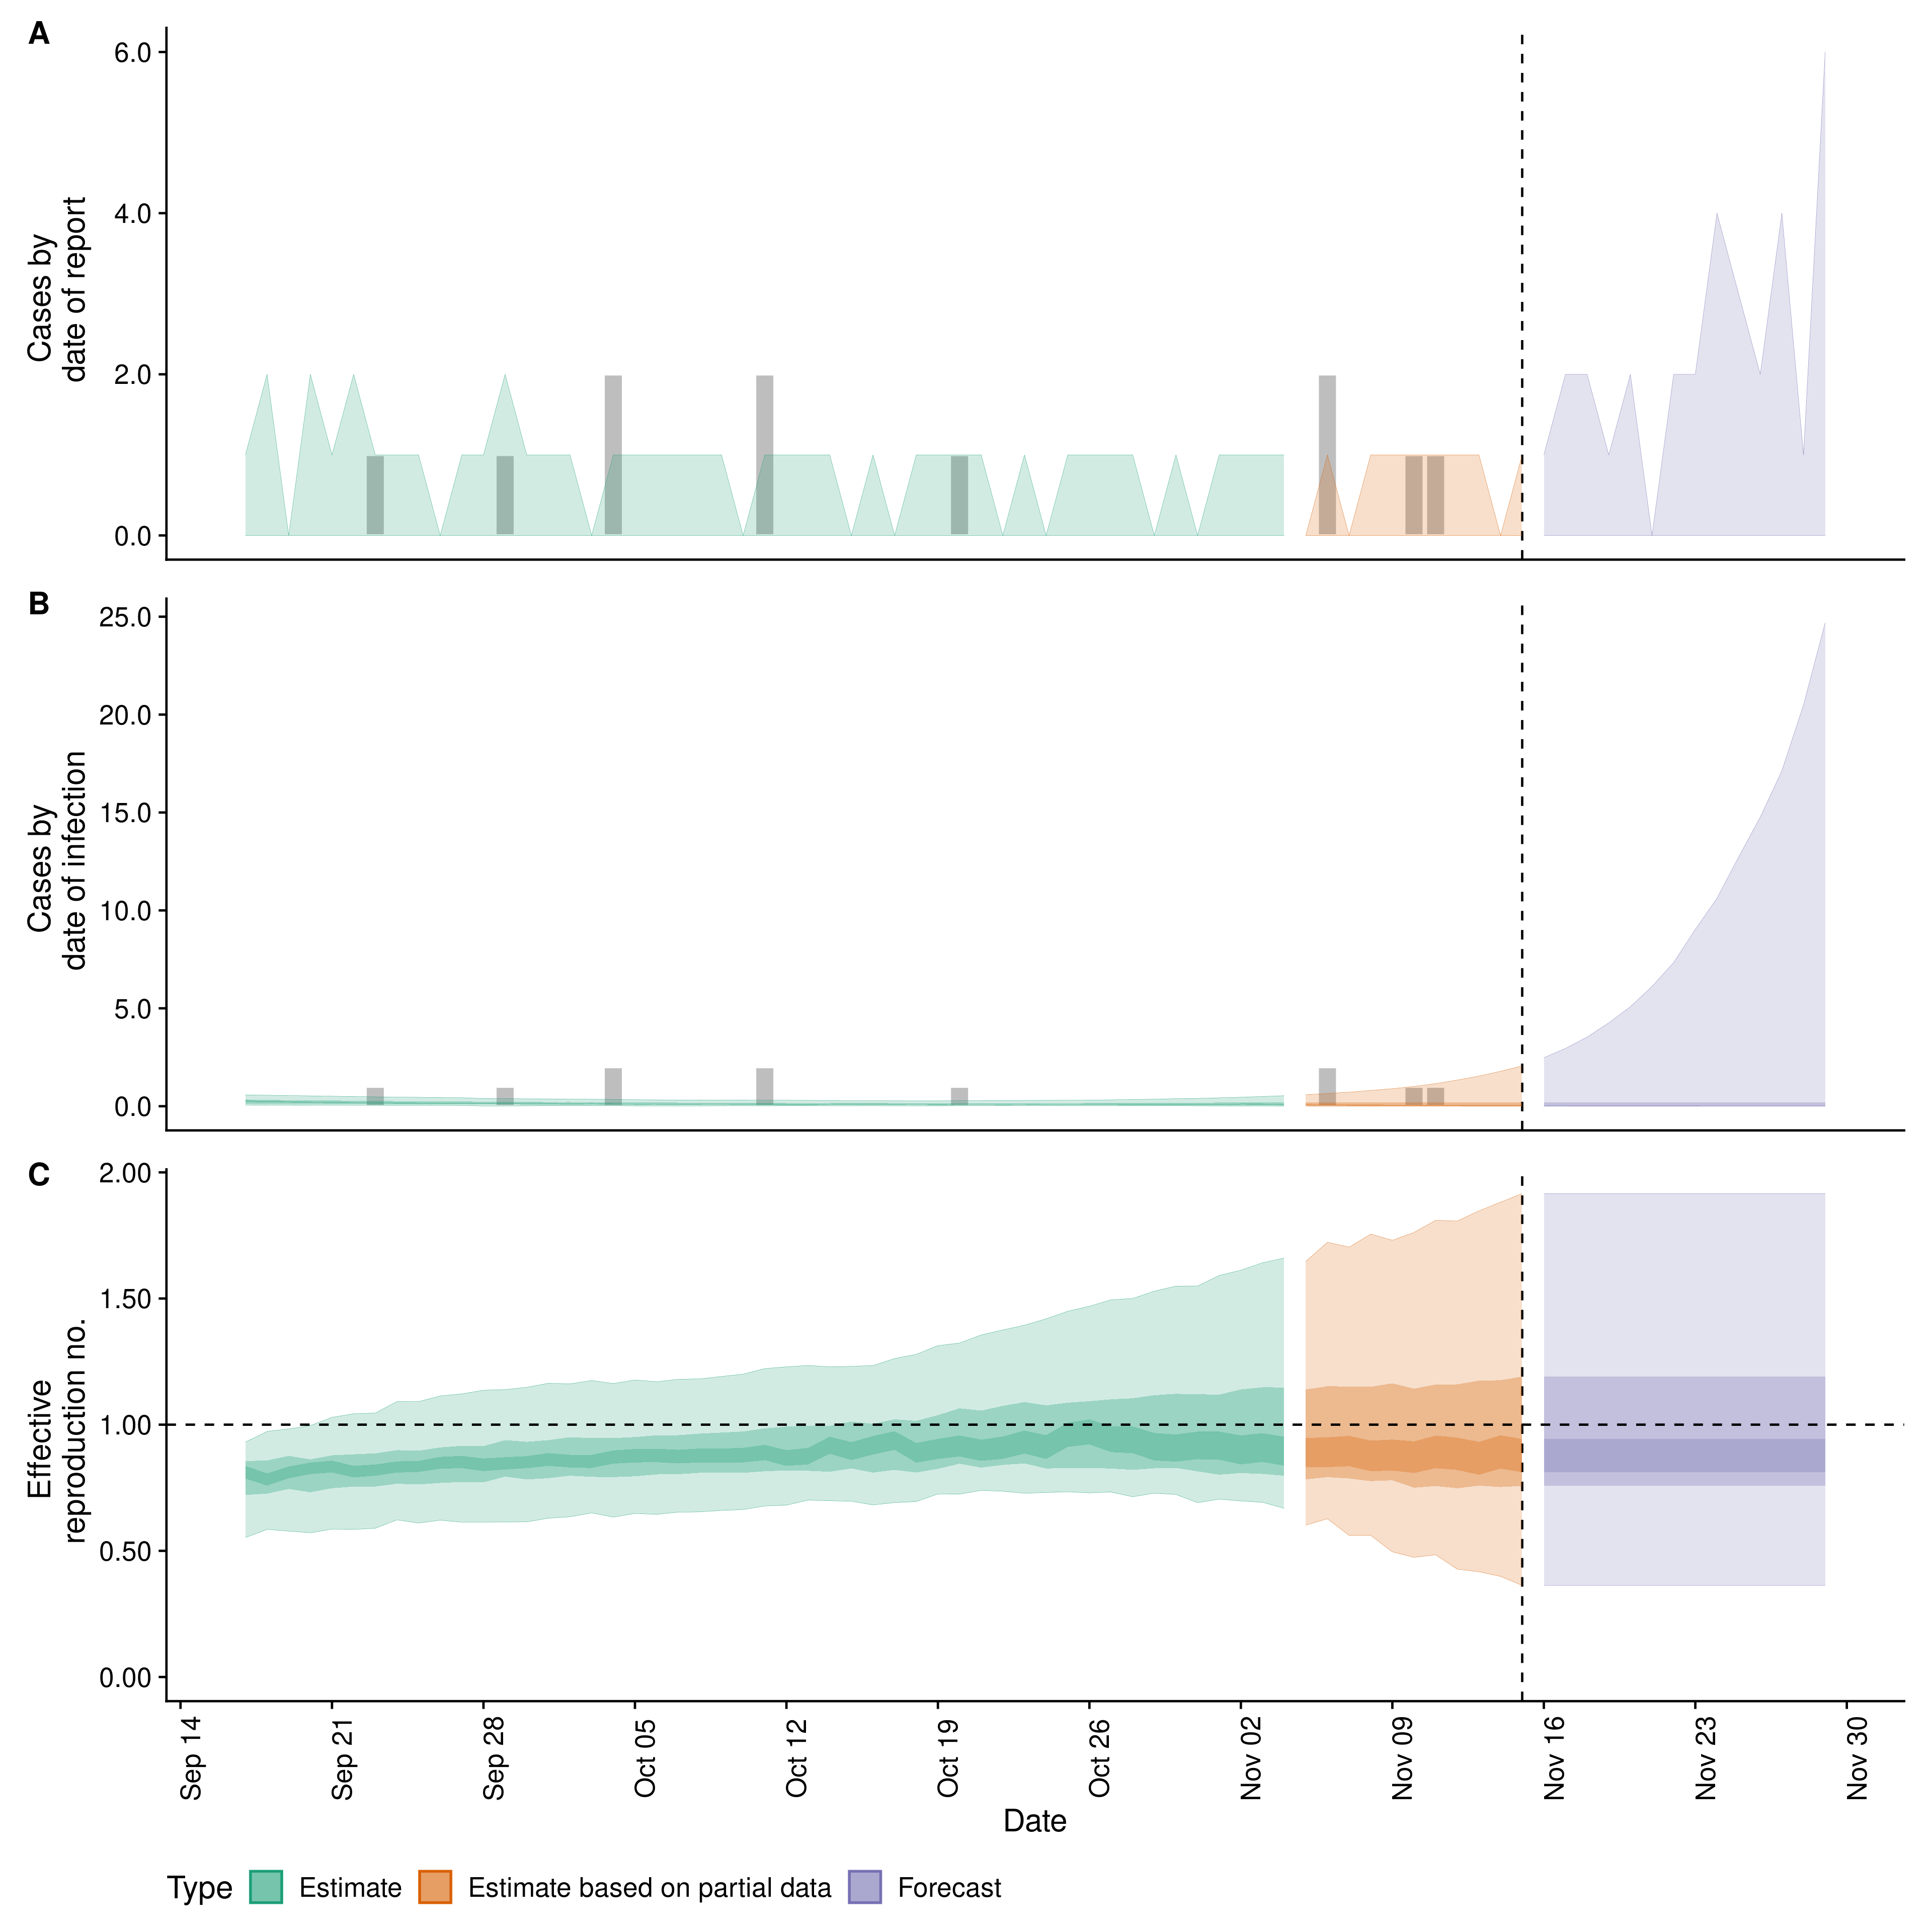 A
Cases by
date of report
6.0
4.0
2.0
0.0
B
Cases by
date of infection
25.0
20.0
15.0
10.0
5.0
0.0
C
Effective
reproduction no.
2.00
1.50
1.00
0.50
0.00
Sep 14
Sep 21
Sep 28
Oct 05
Oct 12
Oct 19
Oct 26
Nov 02
Nov 09
Nov 16
Nov 23
Nov 30
Date
Type Estimate Estimate based on partial data Forecast